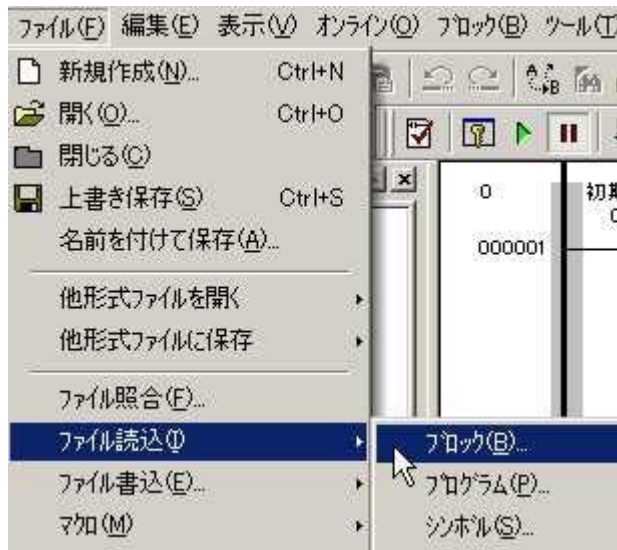 ファイル(F) 編集(E) 表示(V) オンライン(O) ブロック(B) ツール(T
新規作成(N)... Ctrl+N
開く(O)... Ctrl+O
閉じる(C)
上書き保存(S) Ctrl+S
名前を付けて保存(A)...
他形式ファイルを開く
他形式ファイルに保存
ファイル照合(F)...
ファイル読込(I)
ファイル書込(E)...
マクロ(M)
ブロック(B)...
プログラム(P)...
シンボル(S)...
0 初期
0
000001